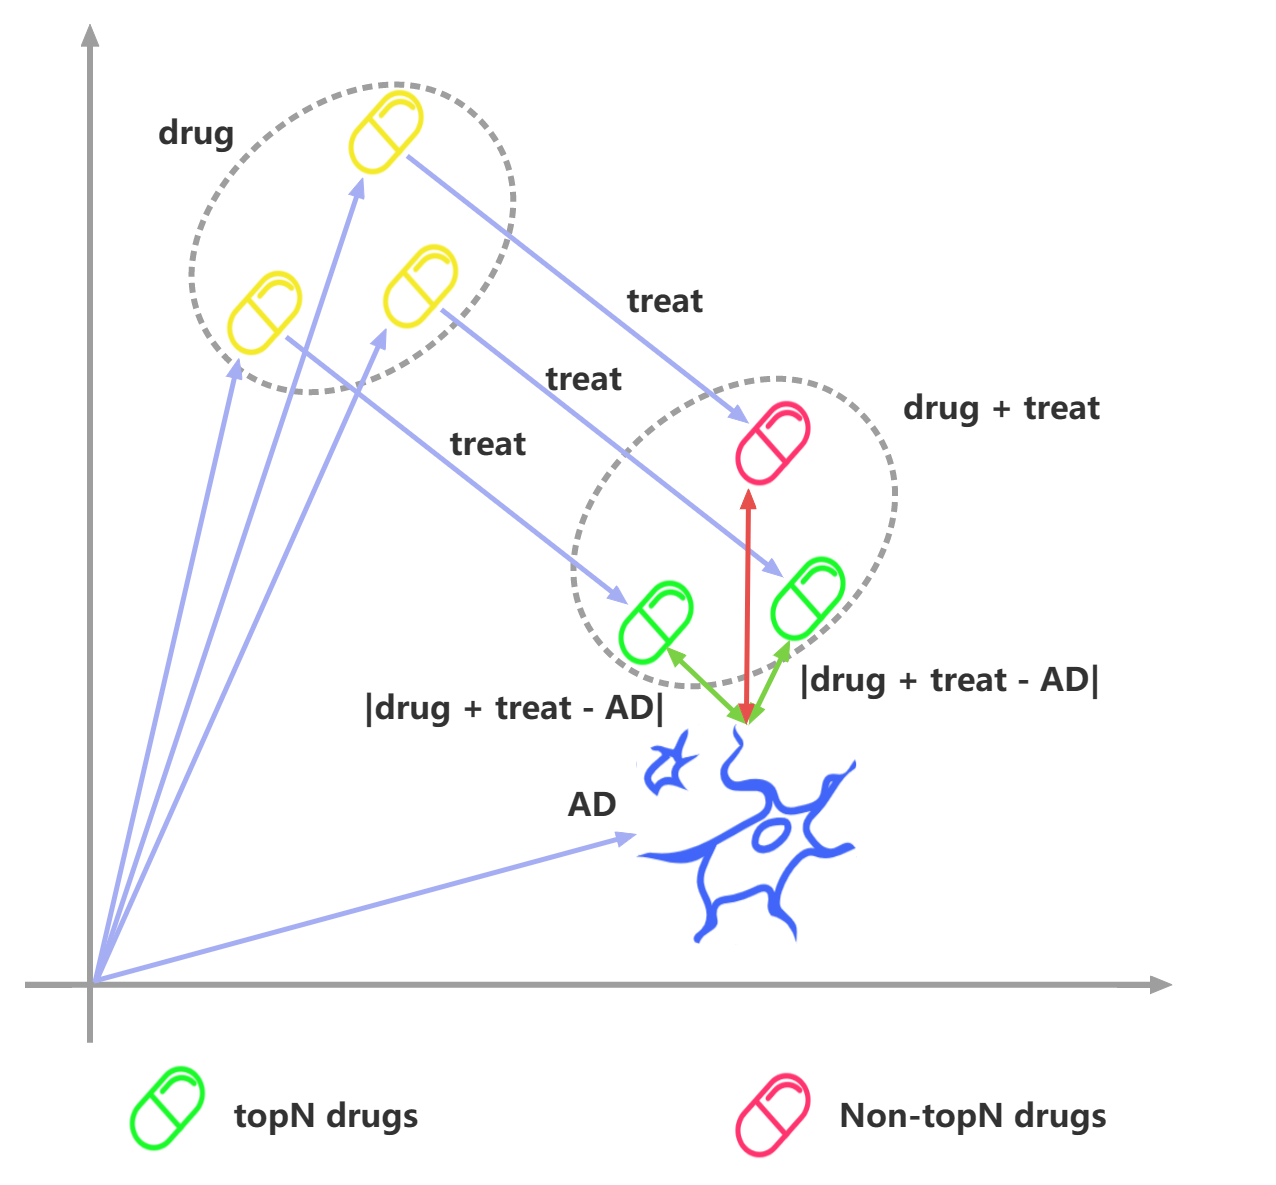 drug
treat
treat
drug + treat
treat
|drug + treat - AD|
|drug + treat - AD|
AD
topN drugs
Non-topN drugs